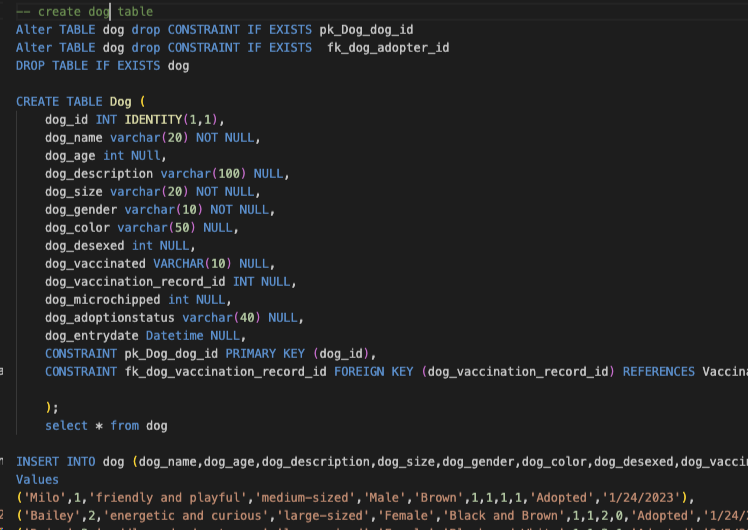 -- create dog table
Alter TABLE dog drop CONSTRAINT IF EXISTS pk_Dog_dog_id
Alter TABLE dog drop CONSTRAINT IF EXISTS  fk_dog_adopter_id
DROP TABLE IF EXISTS dog
CREATE TABLE Dog (
dog_id INT IDENTITY(1,1),
dog_name varchar(20) NOT NULL,
dog_age int NUll,
dog_description varchar(100) NULL,
dog_size varchar(20) NOT NULL,
dog_gender varchar(10) NOT NULL,
dog_color varchar(50) NULL,
dog_desexed int NULL,
dog_vaccinated VARCHAR(10) NULL,
dog_vaccination_record_id INT NULL,
dog_microchipped int NULL,
dog_adoptionstatus varchar(40) NULL,
dog_entrydate Datetime NULL,
CONSTRAINT pk_Dog_dog_id PRIMARY KEY (dog_id),
CONSTRAINT fk_dog_vaccination_record_id FOREIGN KEY (dog_vaccination_record_id) REFERENCES Vaccina
);
select * from dog
INSERT INTO dog (dog_name,dog_age,dog_description,dog_size,dog_gender,dog_color,dog_desexed,dog_vaccin
Values
('Milo',1,'friendly and playful','medium-sized','Male','Brown',1,1,1,1,'Adopted','1/24/2023'),
('Bailey',2,'energetic and curious','large-sized','Female','Black and Brown',1,1,2,0,'Adopted','1/24/